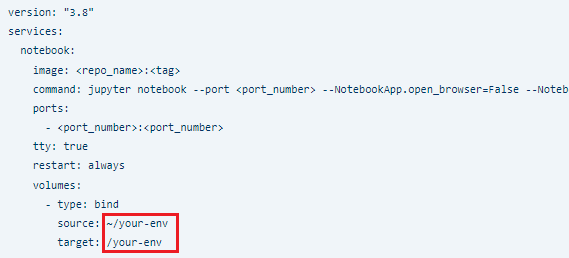 version: "3.8"
services:
notebook:
image: <repo_name>:<tag>
command: jupyter notebook --port <port_number> --NotebookApp.open_browser=False --Noteb
ports:
- <port_number>:<port_number>
tty: true
restart: always
volumes:
- type: bind
source: ~/your-env
target: /your-env